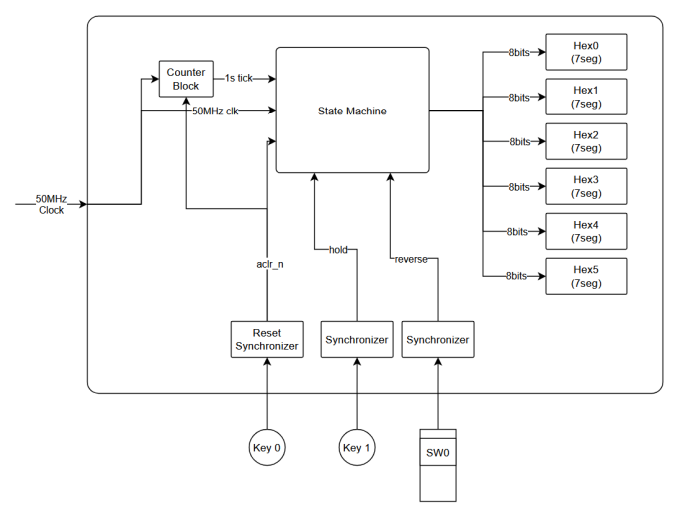 Counter
Block
1s tick
50MHz clk
State Machine
8bits
Hex0
(7seg)
8bits
Hex1
(7seg)
8bits
Hex2
(7seg)
8bits
Hex3
(7seg)
8bits
Hex4
(7seg)
8bits
Hex5
(7seg)
50MHz
Clock
hold
reverse
aclr_n
Reset
Synchronizer
Synchronizer
Synchronizer
Key 0
Key 1
SW0